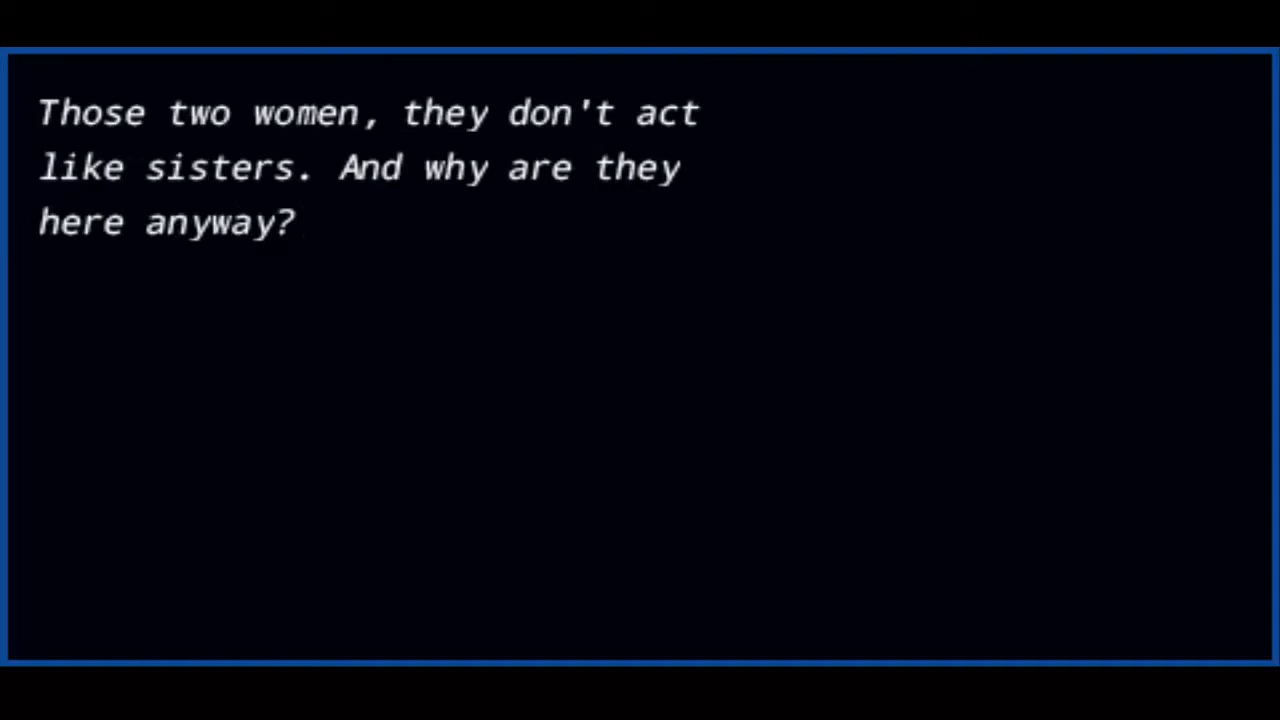 Those two women, they don't act
like sisters. And why are they
here anyway?